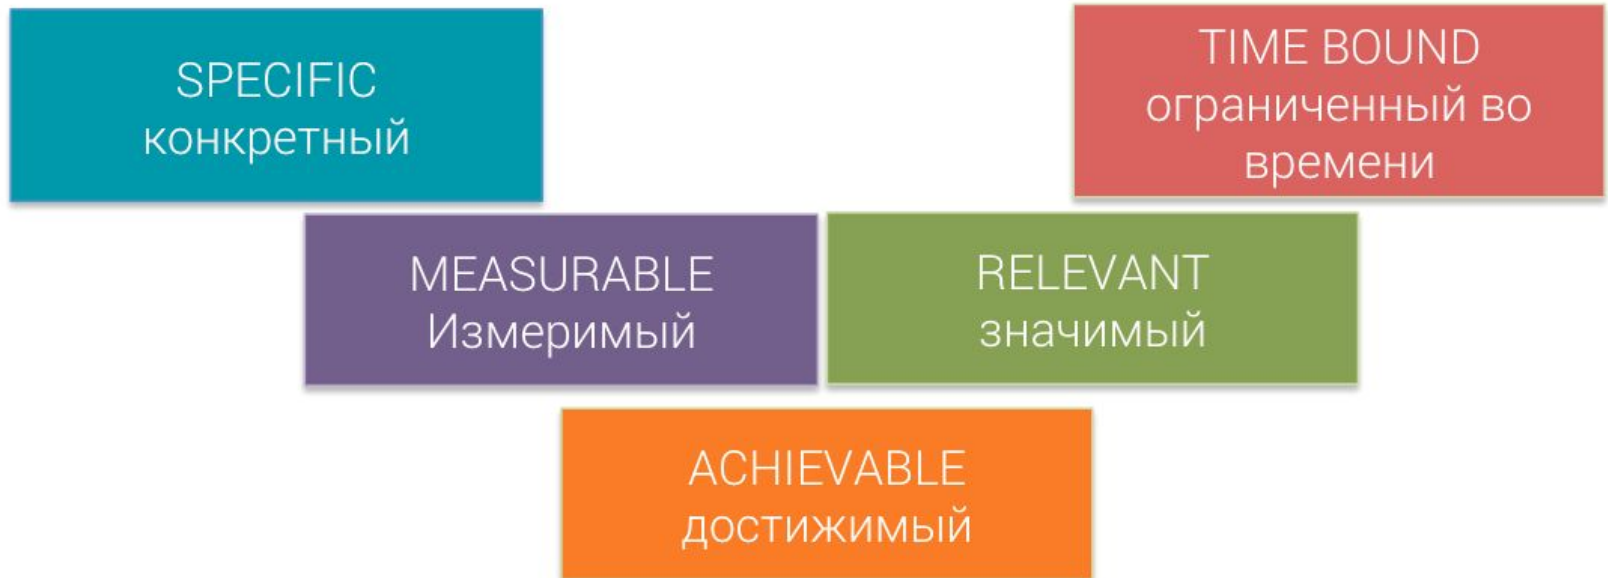 SPECIFIC
конкретный
TIME BOUND
ограниченный во
времени
MEASURABLE
Измеримый
RELEVANT
значимый
ACHIEVABLE
достижимый